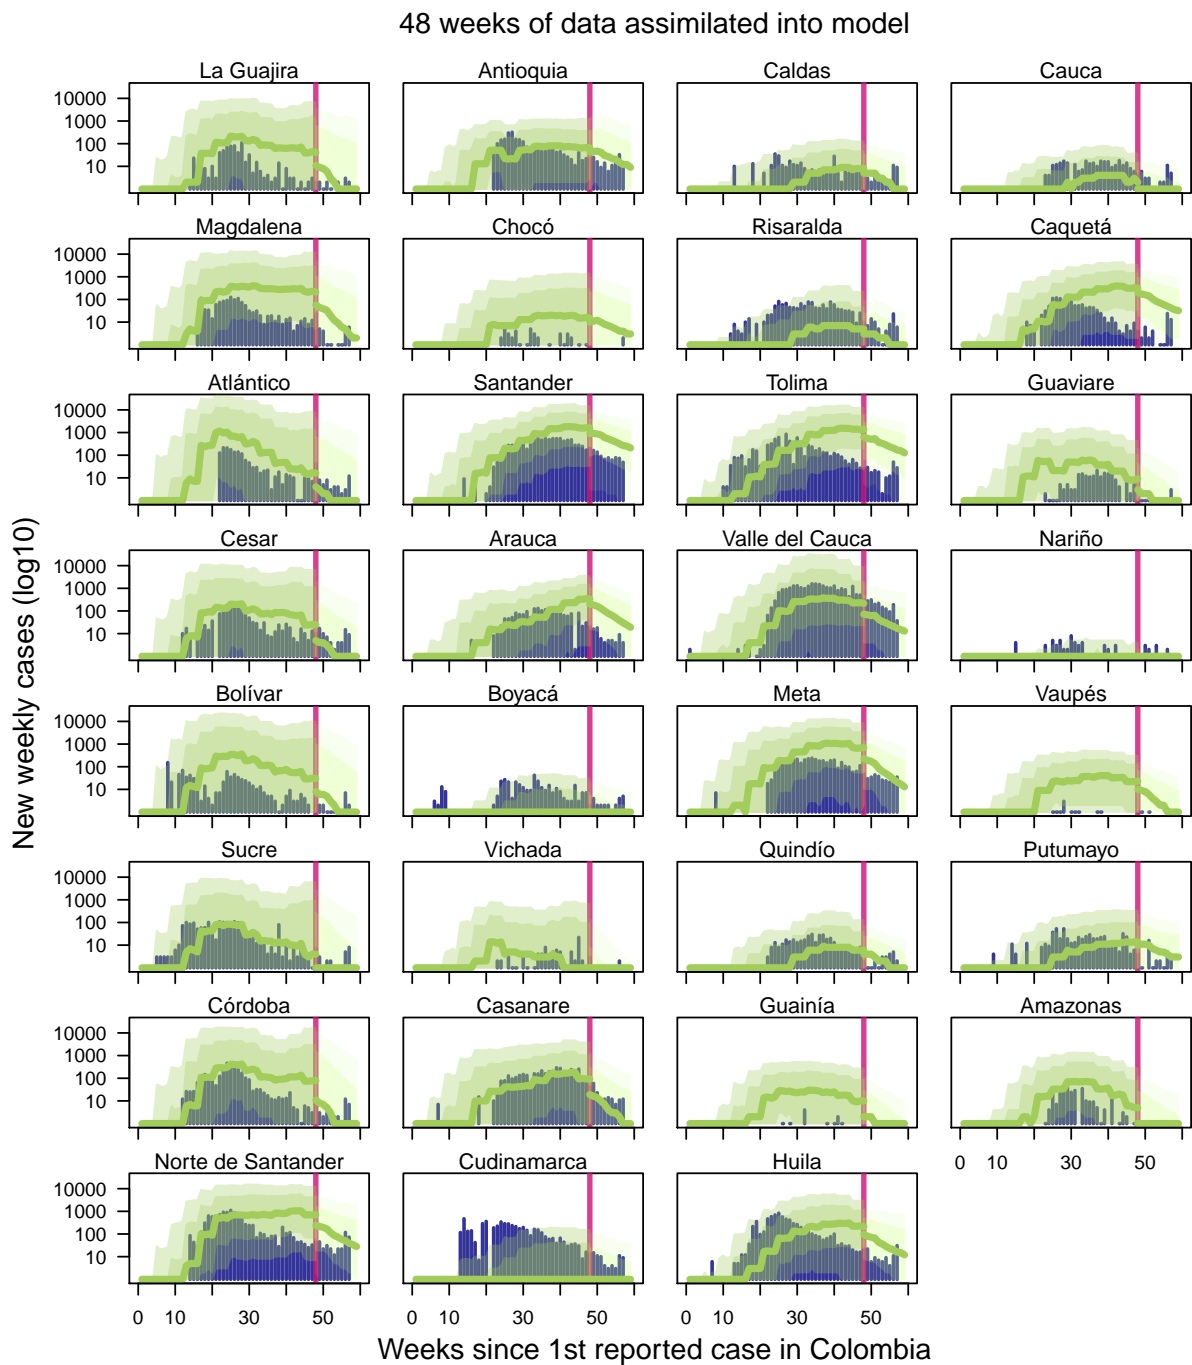 48 weeks of data assimilated into model
La Guajira Antioquia Caldas Cauca
10000
1000
100
10
Magdalena Chocó Risaralda Caquetá
10000
1000
100
10
Atlántico Santander Tolima Guaviare
10000
1000
100
10
Cesar Arauca Valle del Cauca Nariño
10000
1000
100
10
Bolívar Boyacá Meta Vaupés
10000
1000
100
10
Sucre Vichada Quindío Putumayo
10000
1000
100
10
Córdoba Casanare Guainía Amazonas
10000
1000
100
10
0 10 30 50
Norte de Santander Cudinamarca Huila
10000
1000
100
10
0 10 30 50 0 10 30 50 0 10 30 50
New weekly cases (log10)
Weeks since 1st reported case in Colombia